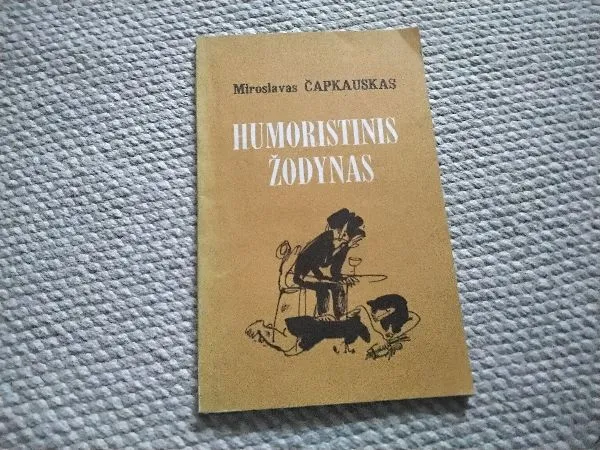 Miroslavas ČAPKAUSKAS
HUMORISTINIS
ŽODYNAS